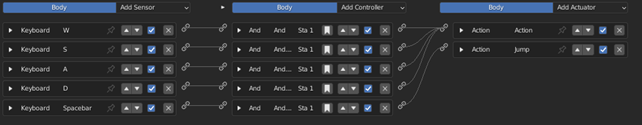 Body Add Sensor Body Add Controller Body Add Actuator
Keyboard W And And Sta 1 Action Action
Keyboard S And And... Sta 1 Action Jump
Keyboard A And And... Sta 1
Keyboard D And And... Sta 1
Keyboard Spacebar And And... Sta 1